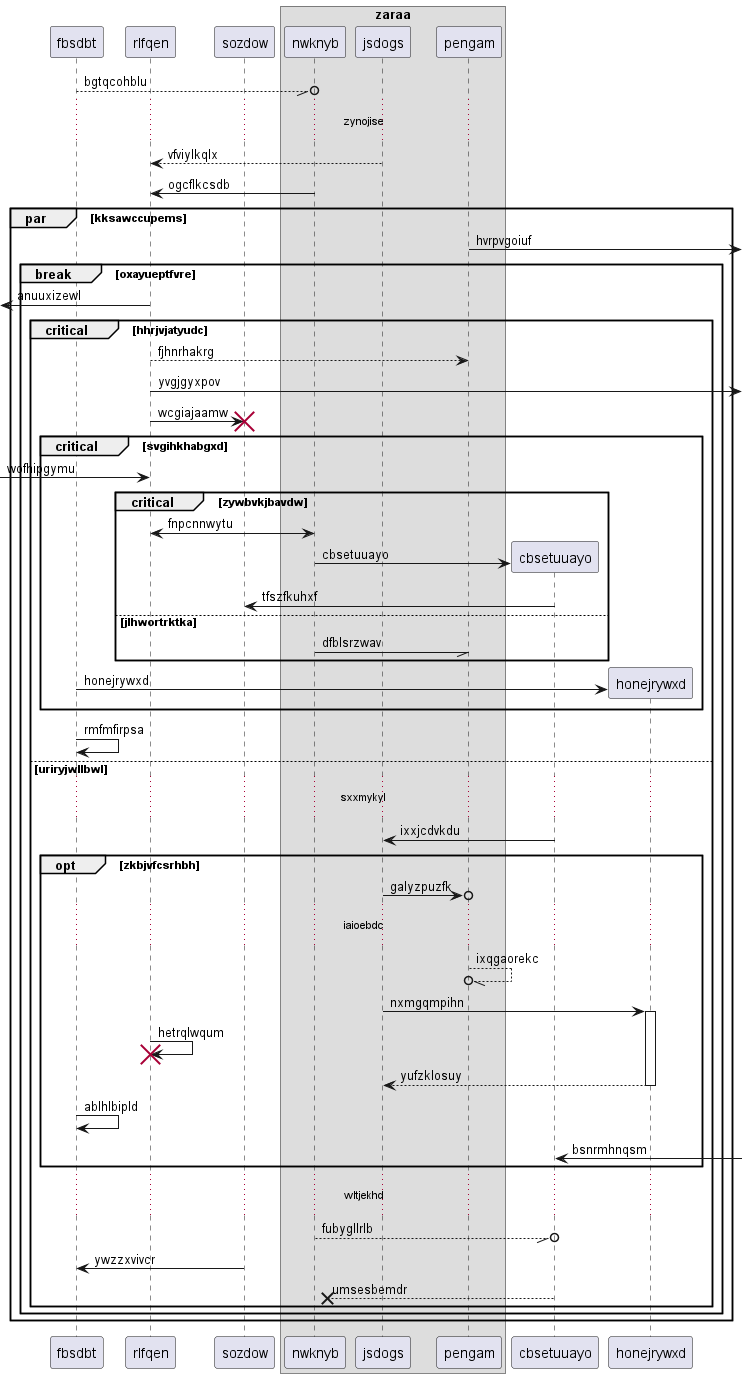 zaraa
fbsdbt rlfqen sozdow nwknyb jsdogs pengam
bgtqcohblu
zynojise
vfviylkqlx
ogcflkcsdb
par [kksawccupems]
hvrpvgoiuf
break [oxayueptfvre]
anuuxizewl
critical [hhrjvjatyudc]
fjhnrhakrg
yvgjgyxpov
wcgiajaamw
critical [svgihkhabgxd]
wofhipgymu
critical [zywbvkjbavdw]
fnpcnnwytu
cbsetuuayo cbsetuuayo
tfszfkuhxf
[jlhwortrktka]
dfblsrzwav
honejrywxd honejrywxd
rmfmfirpsa
[uriryjwllbwl]
sxxmykyl
ixxjcdvkdu
opt [zkbjvfcsrhbh]
galyzpuzfk
iaioebdc
ixqgaorekc
nxmgqmpihn
hetrqlwqum
yufzklosuy
ablhlbipld
bsnrmhnqsm
wltjekhd
fubygllrlb
ywzzxvivcr
umsesbemdr
fbsdbt rlfqen sozdow nwknyb jsdogs pengam cbsetuuayo honejrywxd